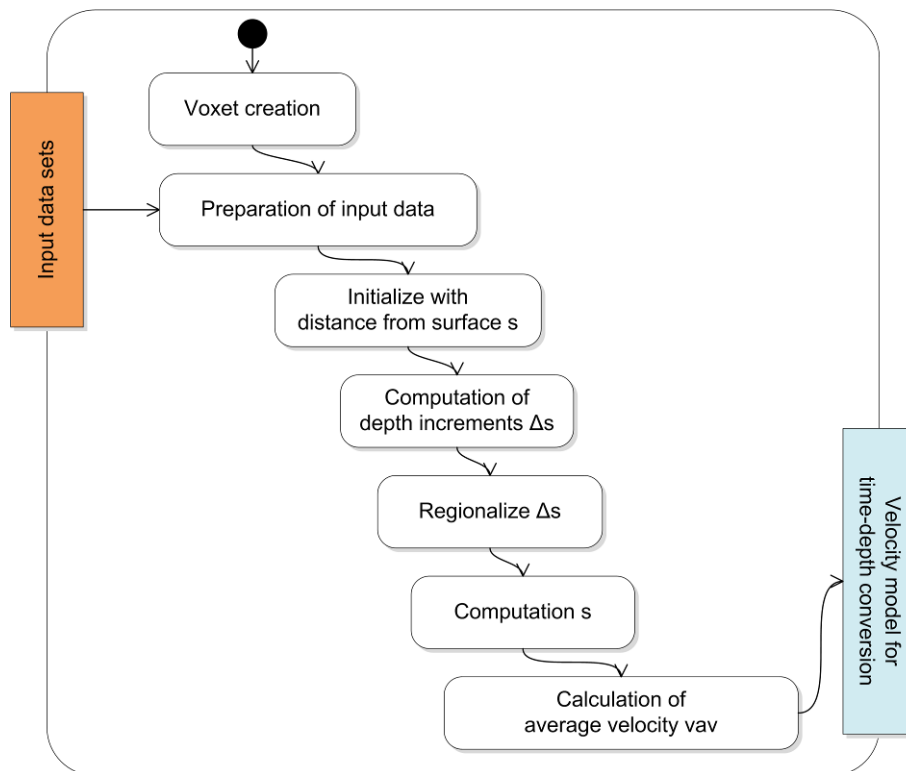 Voxet creation
Input data sets
Preparation of input data
Initialize with
distance from surface s
Computation of
depth increments Δs
Regionalize Δs
Velocity model for
time-depth conversion
Computation s
Calculation of
average velocity vav